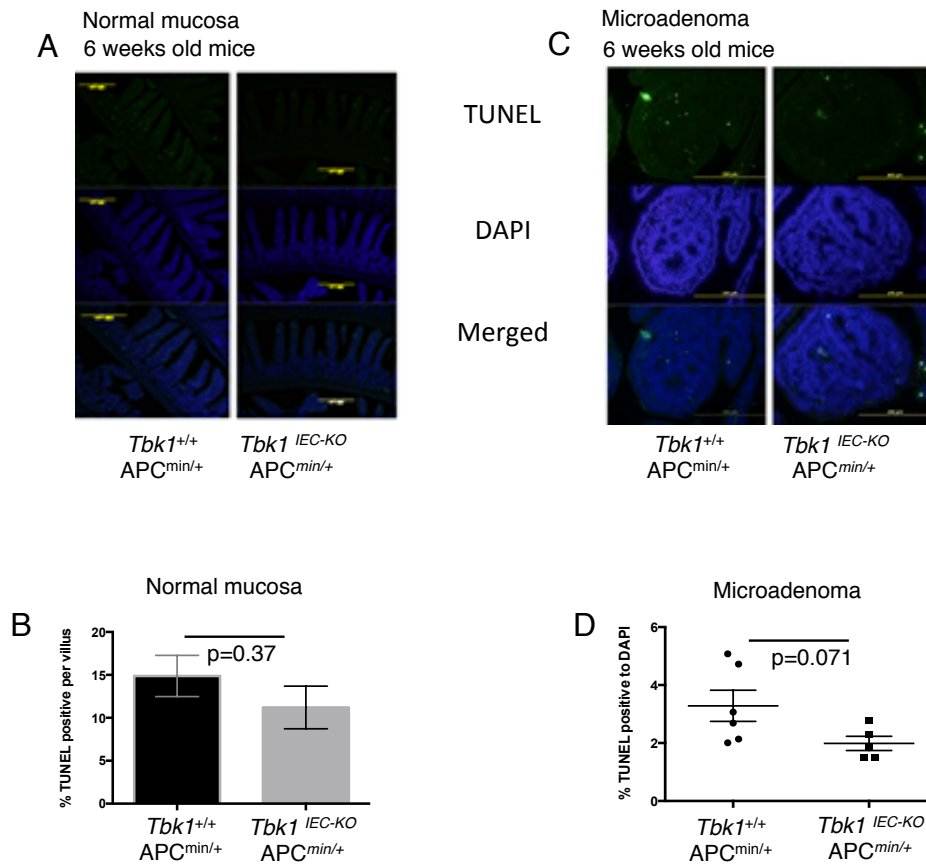 A
Normal mucosa
6 weeks old mice
C
Microadenoma
6 weeks old mice
TUNEL
DAPI
Merged
Tbk1+/+
APCmin/+
Tbk1 IEC-KO
APCmin/+
Tbk1+/+
APCmin/+
Tbk1 IEC-KO
APCmin/+
B
Normal mucosa
% TUNEL positive per villus
20
15
10
5
0
p=0.37
Tbk1+/+
APCmin/+
Tbk1 IEC-KO
APCmin/+
D
Microadenoma
% TUNEL positive to DAPI
6
4
2
0
p=0.071
Tbk1+/+
APCmin/+
Tbk1 IEC-KO
APCmin/+